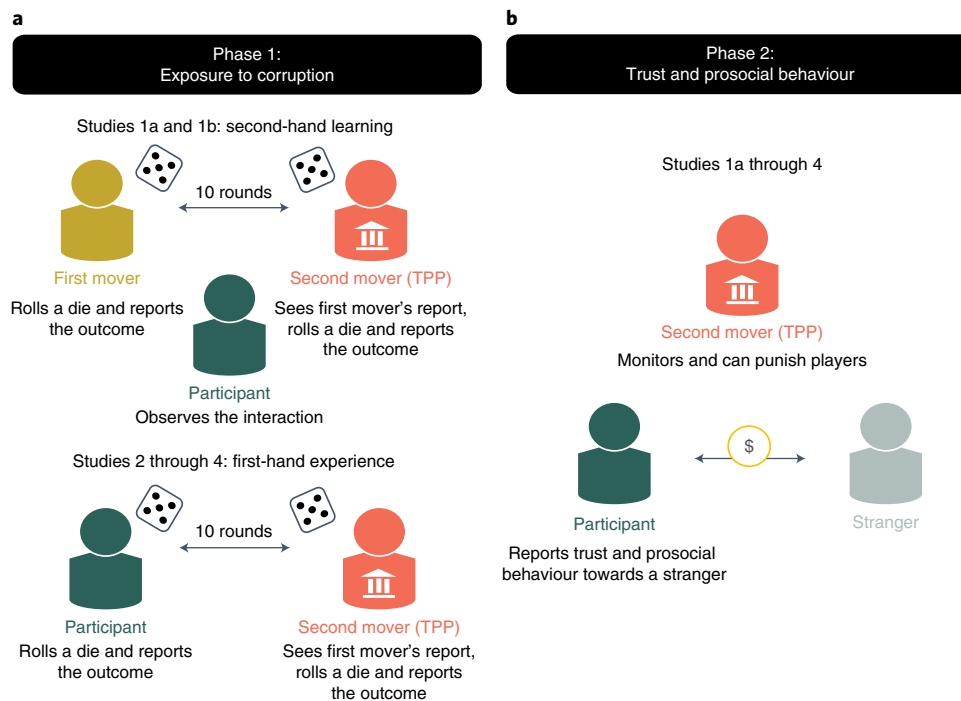 a
Phase 1:
Exposure to corruption
Studies 1a and 1b: second-hand learning
10 rounds
First mover
Rolls a die and reports
the outcome
Second mover (TPP)
Sees first mover's report,
rolls a die and reports
the outcome
Participant
Observes the interaction
Studies 2 through 4: first-hand experience
10 rounds
Participant
Rolls a die and reports
the outcome
Second mover (TPP)
Sees first mover's report,
rolls a die and reports
the outcome
b
Phase 2:
Trust and prosocial behaviour
Studies 1a through 4
Second mover (TPP)
Monitors and can punish players
$
Participant
Reports trust and prosocial
behaviour towards a stranger
Stranger